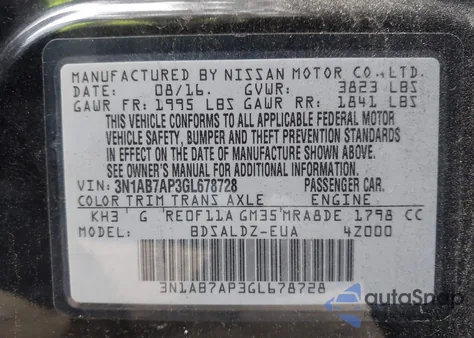 MANUFACTURED BY NISSAN MOTOR CO.,LTD.
DATE: 08/16. GVWR: 3823 LBS
GAWR FR: 1995 LBS GAWR RR: 1841 LBS
THIS VEHICLE CONFORMS TO ALL APPLICABLE FEDERAL MOTOR
VEHICLE SAFETY, BUMPER AND THEFT PREVENTION STANDARDS
IN EFFECT ON THE DATE OF MANUFACTURE SHOWN ABOVE.
SEE OWNER'S MANUAL FOR ADDITIONAL INFORMATION.
VIN: 3N1AB7AP3GL678728 PASSENGER CAR.
COLOR TRIM TRANS AXLE ENGINE
KH3 G RE0F11A GM35 MRA8DE 1798 CC
MODEL: BDSALDZ-EUA 4Z000
3N1AB7AP3GL678728
AutoSnap